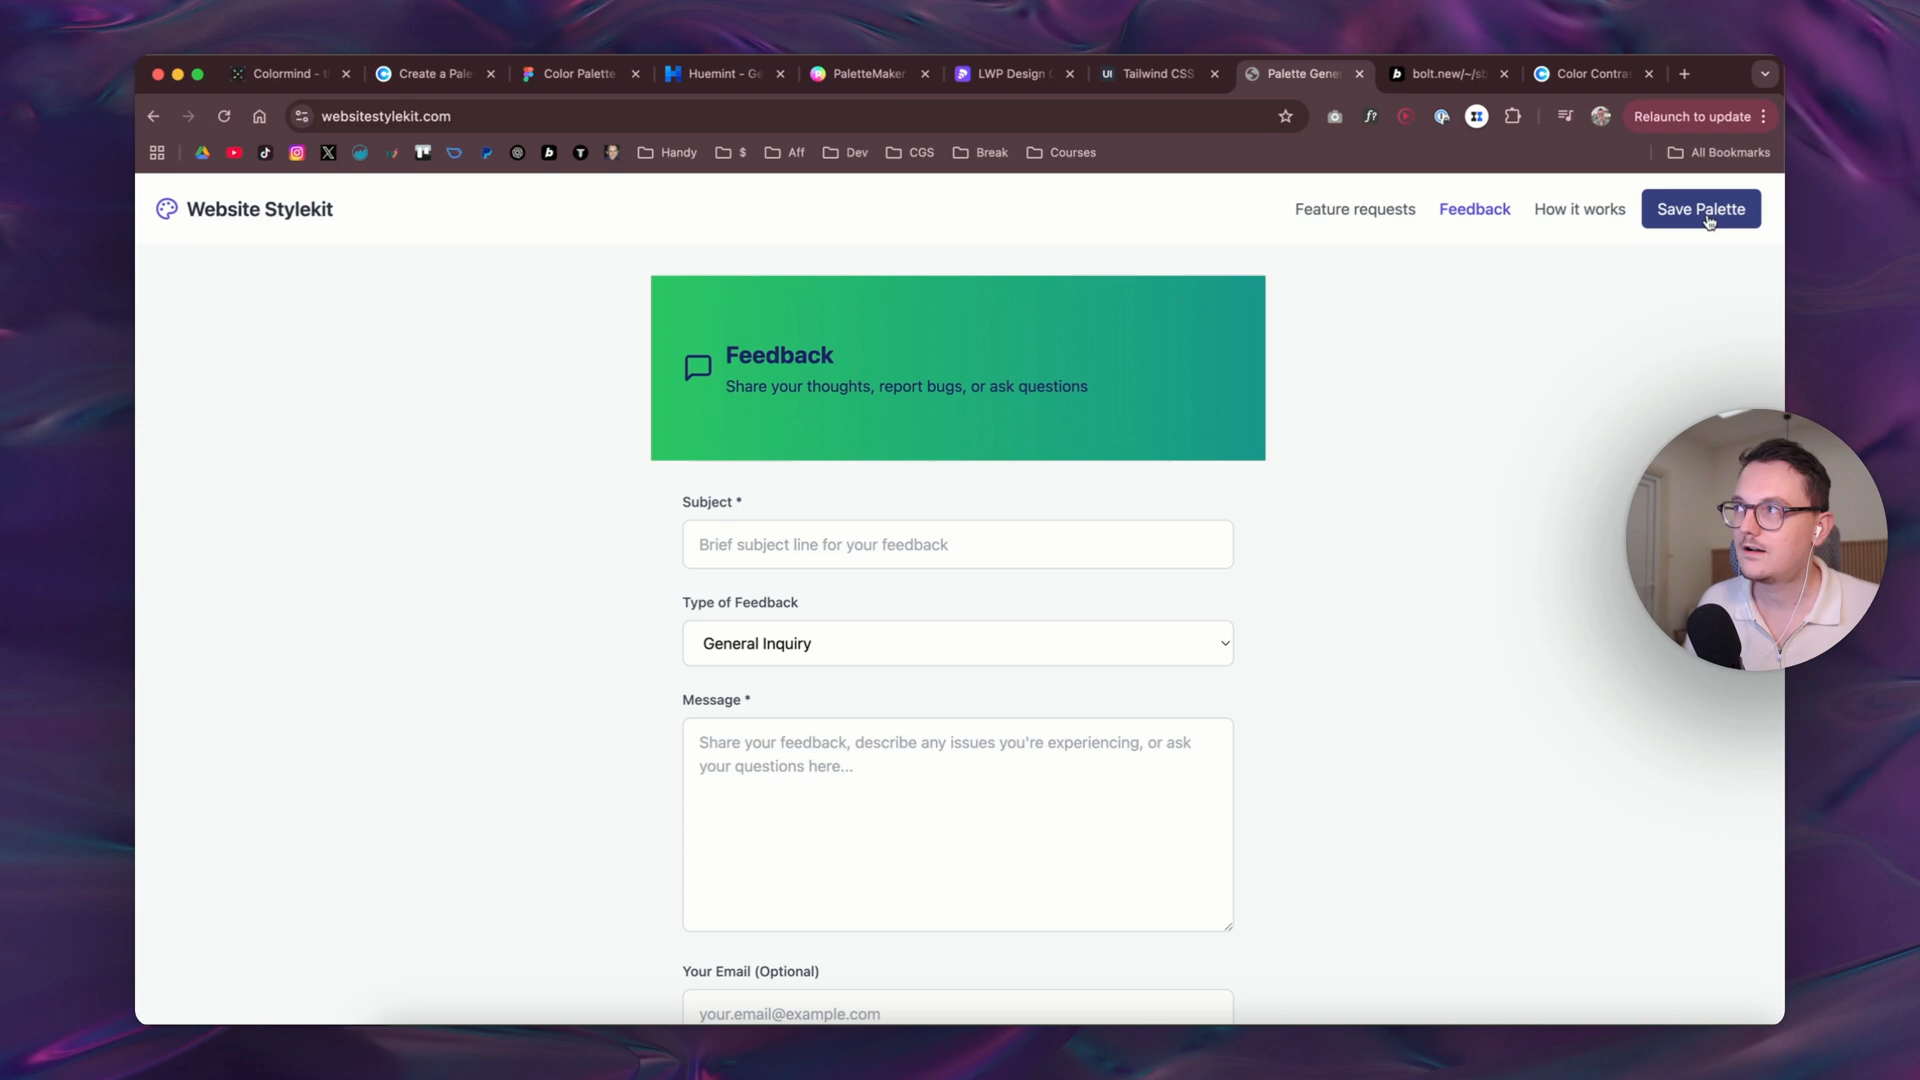 Colormind - t
Create a Pale
Color Palette
Huemint - Ge
PaletteMaker
LWP Design
Tailwind CSS
Palette Gene
bolt.new/~/sb
Color Contra
websitestylekit.com
Relaunch to update
Handy
$
Aff
Dev
CGS
Break
Courses
All Bookmarks
Website Stylekit
Feature requests
Feedback
How it works
Save Palette
Feedback
Share your thoughts, report bugs, or ask questions
Subject *
Brief subject line for your feedback
Type of Feedback
General Inquiry
Message *
Share your feedback, describe any issues you're experiencing, or ask
your questions here...
Your Email (Optional)
your.email@example.com